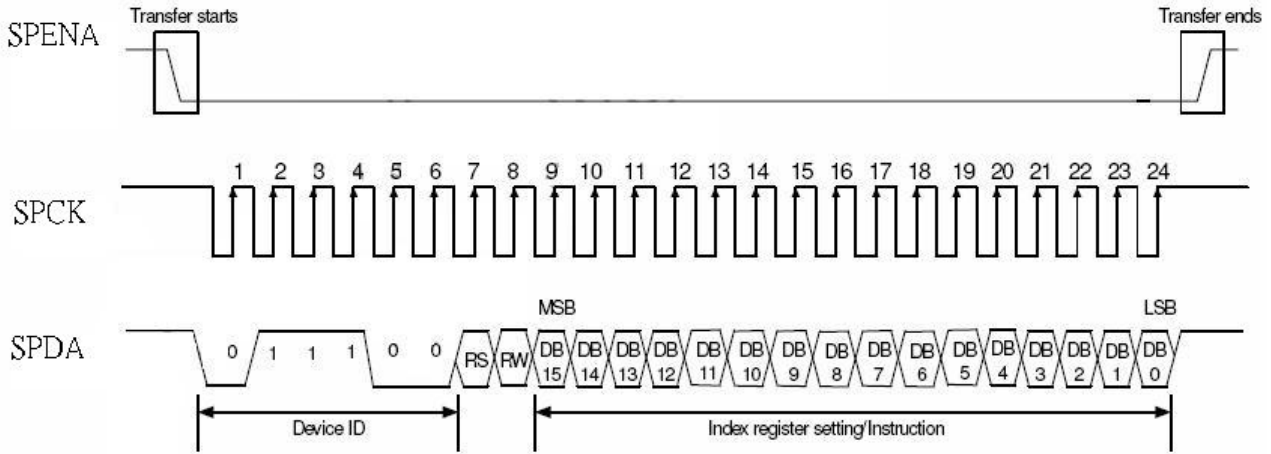 Transfer starts Transfer ends
SPENA
1 2 3 4 5 6 7 8 9 10 11 12 13 14 15 16 17 18 19 20 21 22 23 24
SPCK
MSB LSB
SPDA
0 1 1 1 0 0 RS RW DB DB DB DB DB DB DB DB DB DB DB DB DB DB DB DB
15 14 13 12 11 10 9 8 7 6 5 4 3 2 1 0
Device ID Index register setting/Instruction